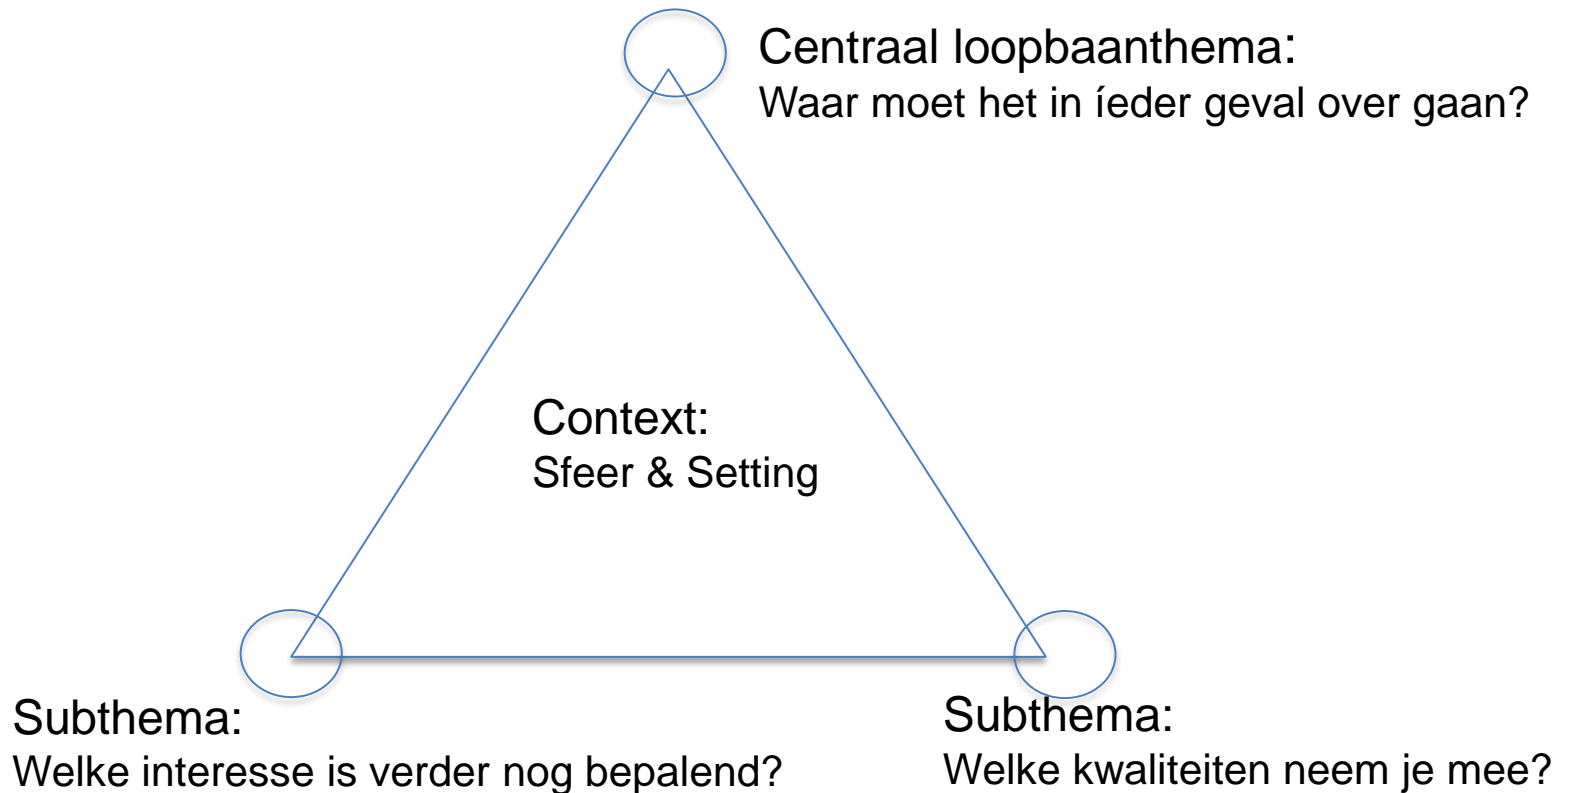 Centraal loopbaanthema:
Waar moet het in íeder geval over gaan?
Context:
Sfeer & Setting
Subthema:
Welke interesse is verder nog bepalend?
Subthema:
Welke kwaliteiten neem je mee?